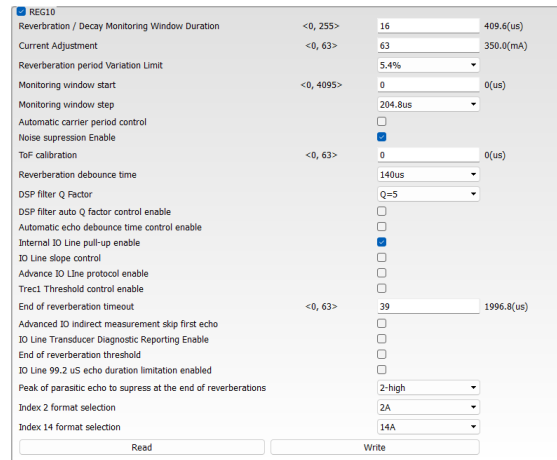 REG10
Reverbration / Decay Monitoring Window Duration <0, 255> 16 409.6(us)
Current Adjustment <0, 63> 63 350.0(mA)
Reverberation period Variation Limit 5.4%
Monitoring window start <0, 4095> 0 0(us)
Monitoring window step 204.8us
Automatic carrier period control
Noise supression Enable
ToF calibration <0, 63> 0 0(us)
Reverberation debounce time 140us
DSP filter Q Factor Q=5
DSP filter auto Q factor control enable
Automatic echo debounce time control enable
Internal IO Line pull-up enable
IO Line slope control
Advance IO LIne protocol enable
Trec1 Threshold control enable
End of reverberation timeout <0, 63> 39 1996.8(us)
Advanced IO indirect measurement skip first echo
IO Line Transducer Diagnostic Reporting Enable
End of reverberation threshold
IO Line 99.2 uS echo duration limitation enabled
Peak of parasitic echo to supress at the end of reverberations 2-high
Index 2 format selection 2A
Index 14 format selection 14A
Read Write